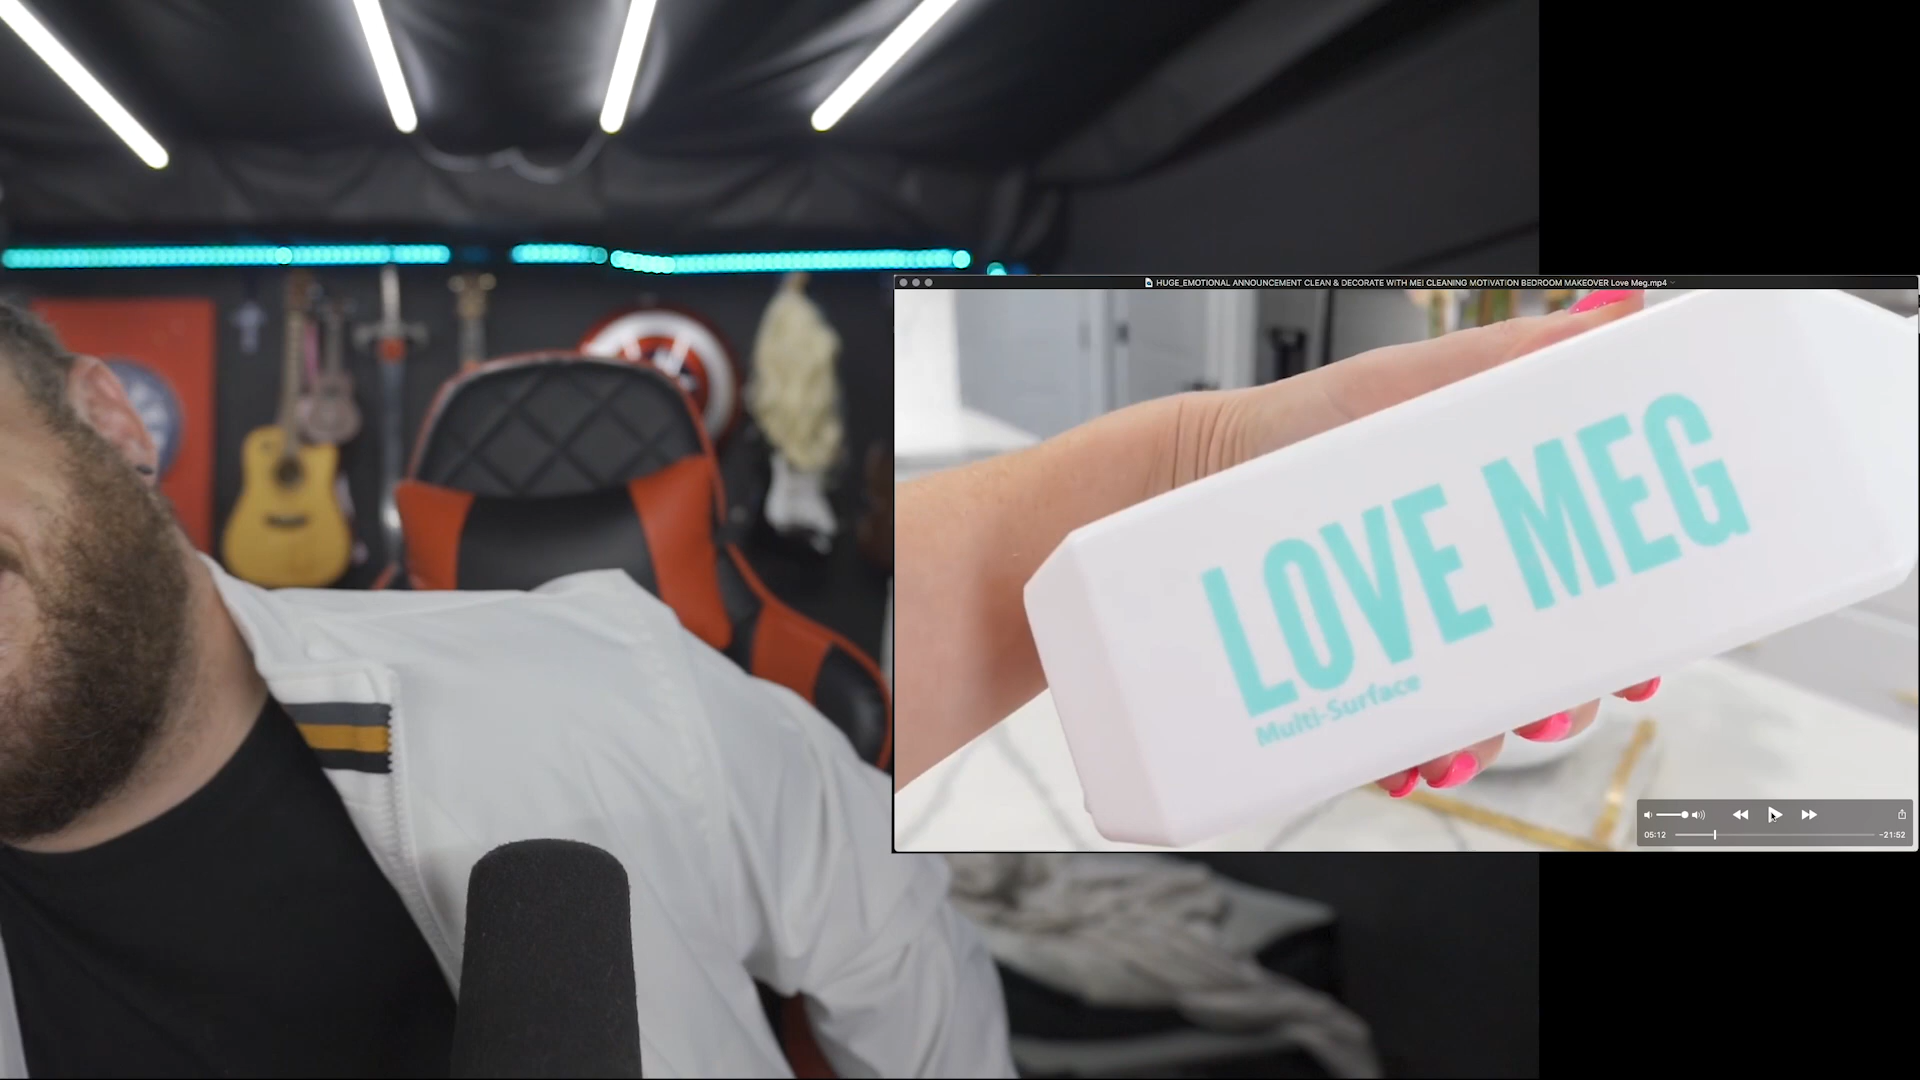 HUGE_EMOTIONAL ANNOUNCEMENT CLEAN & DECORATE WITH ME! CLEANING MOTIVATION BEDROOM MAKEOVER Love Meg.mp4
LOVE MEG
Multi-Surface
05:12
-21:52